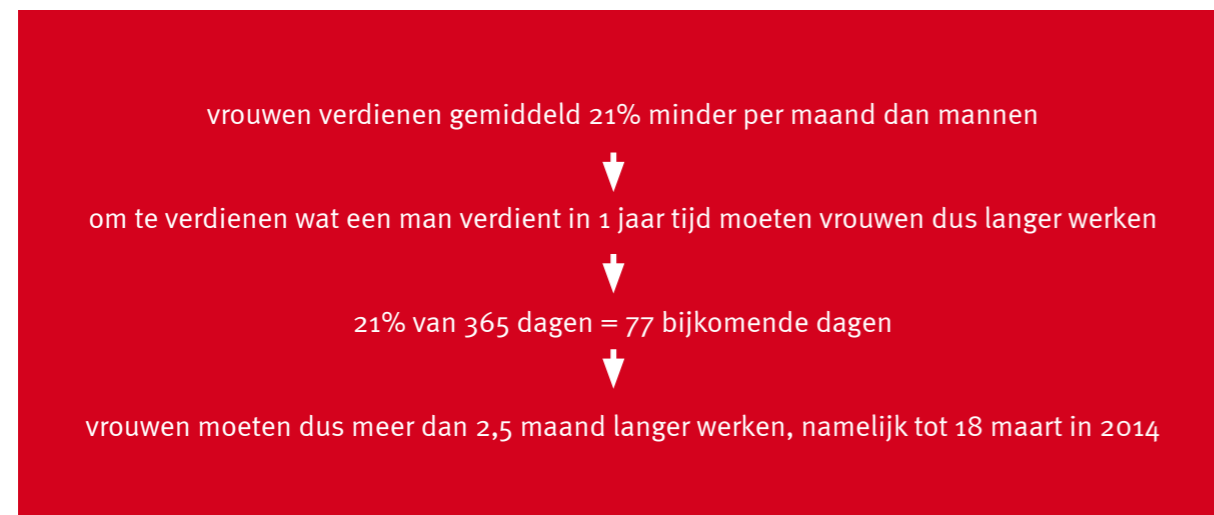 vrouwen verdienen gemiddeld 21% minder per maand dan mannen
om te verdienen wat een man verdient in 1 jaar tijd moeten vrouwen dus langer werken
21% van 365 dagen = 77 bijkomende dagen
vrouwen moeten dus meer dan 2,5 maand langer werken, namelijk tot 18 maart in 2014